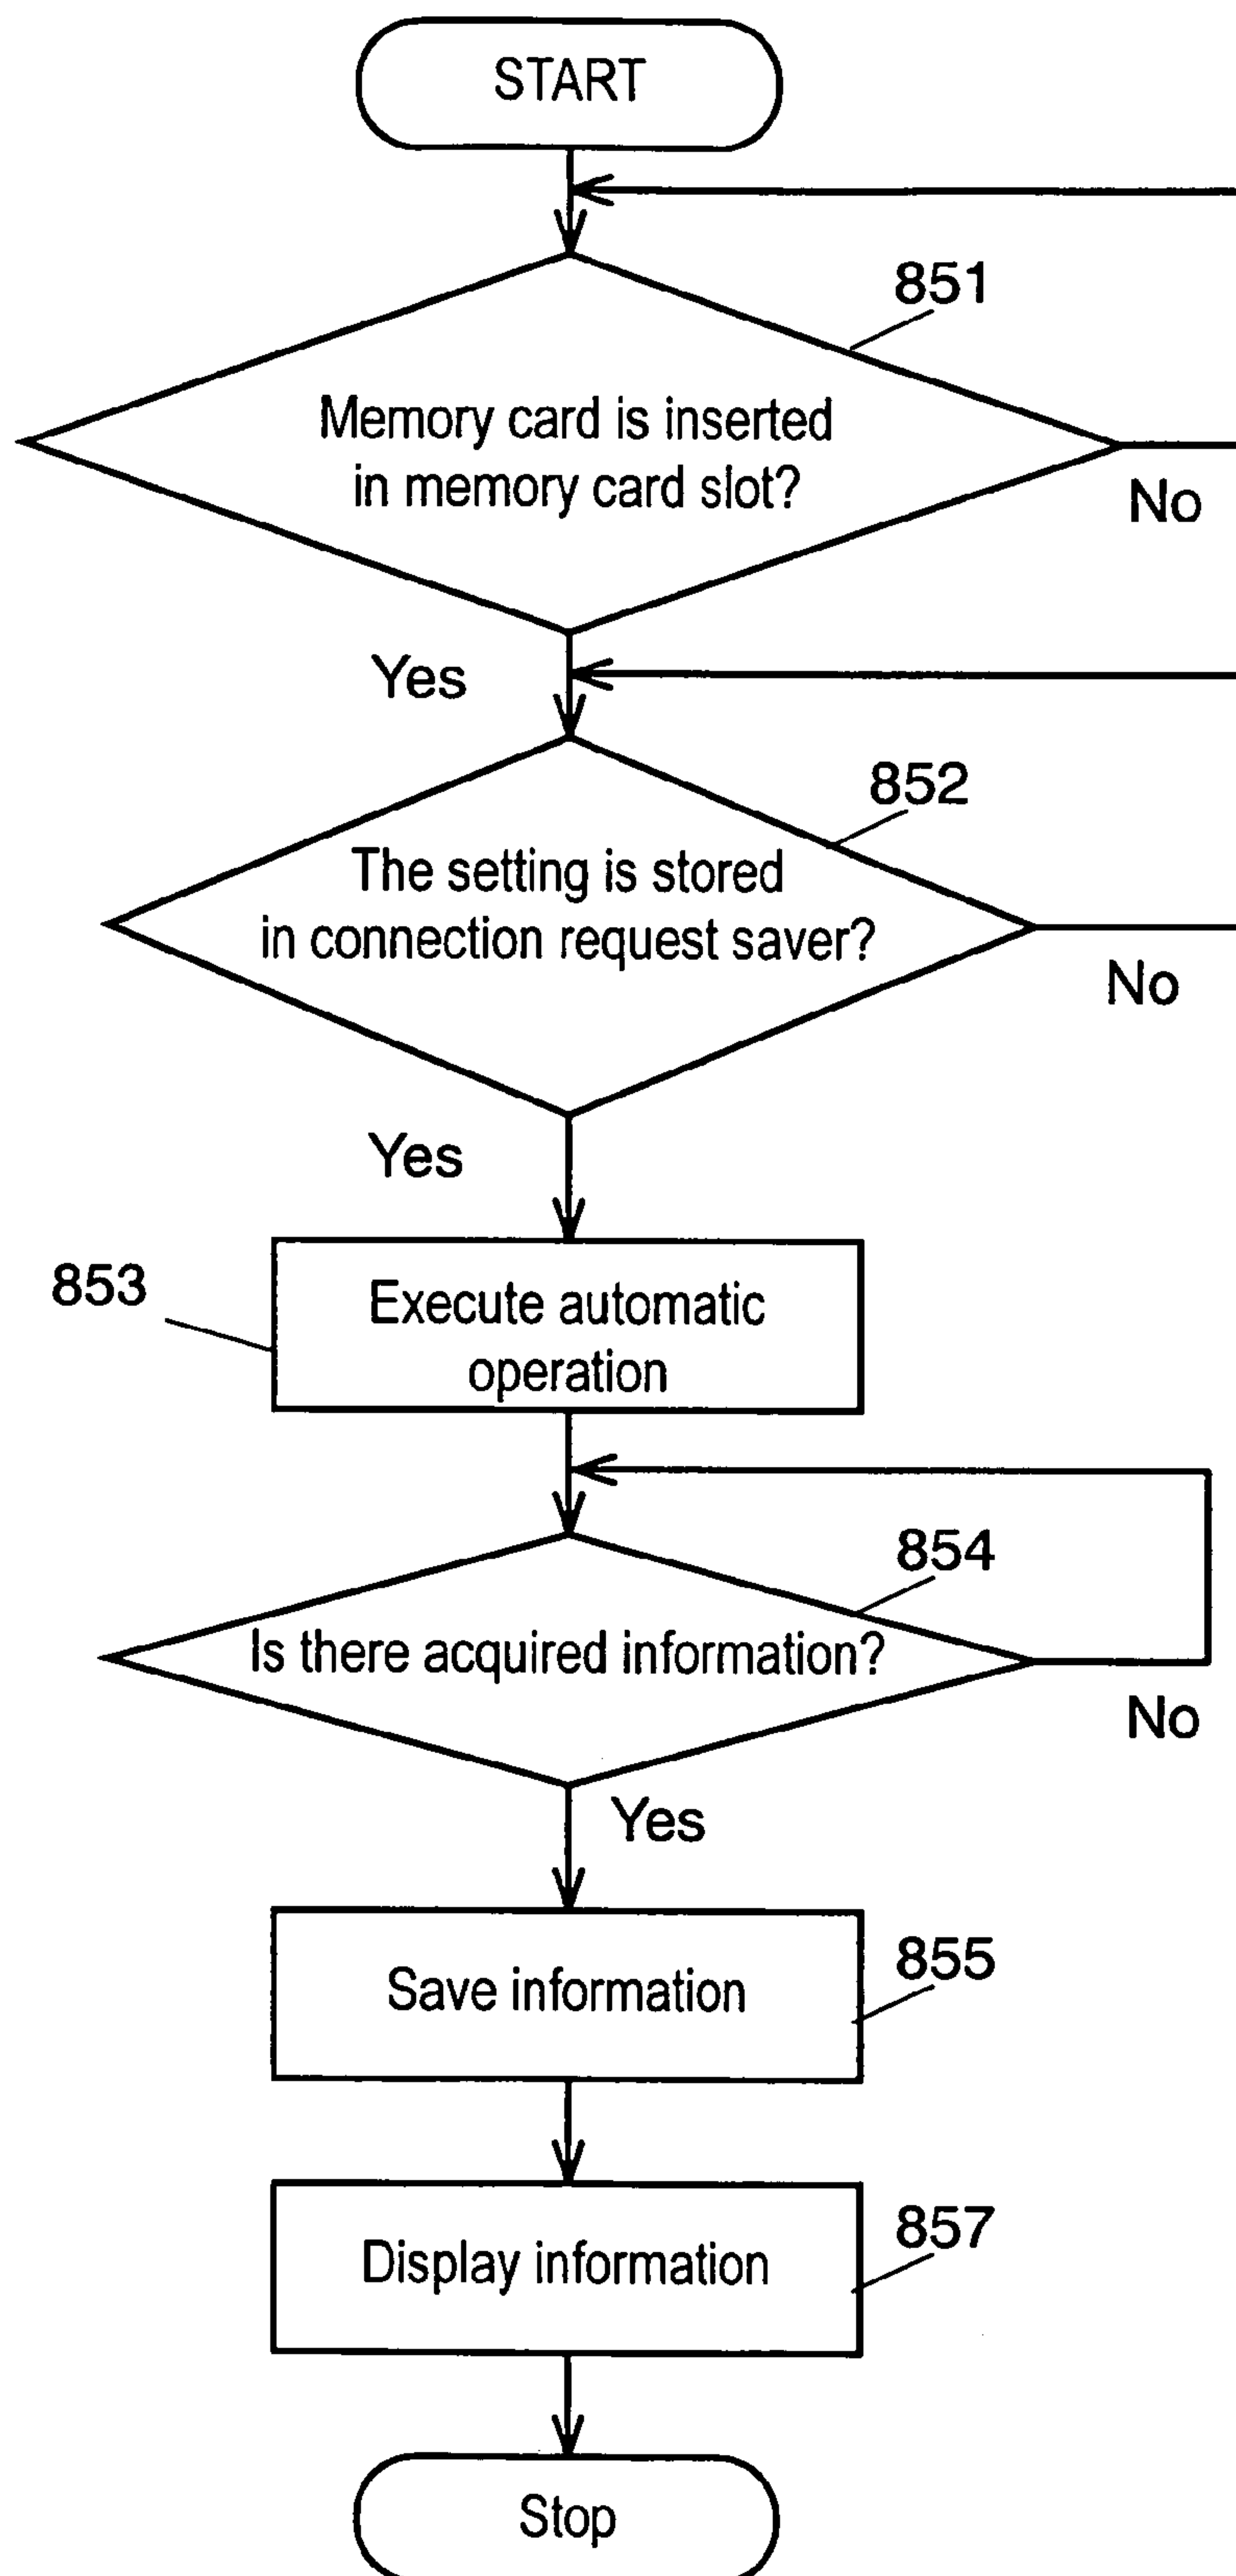 START
851
Memory card is inserted
in memory card slot?
No
Yes
852
The setting is stored
in connection request saver?
No
Yes
853
Execute automatic
operation
854
Is there acquired information?
No
Yes
855
Save information
857
Display information
Stop